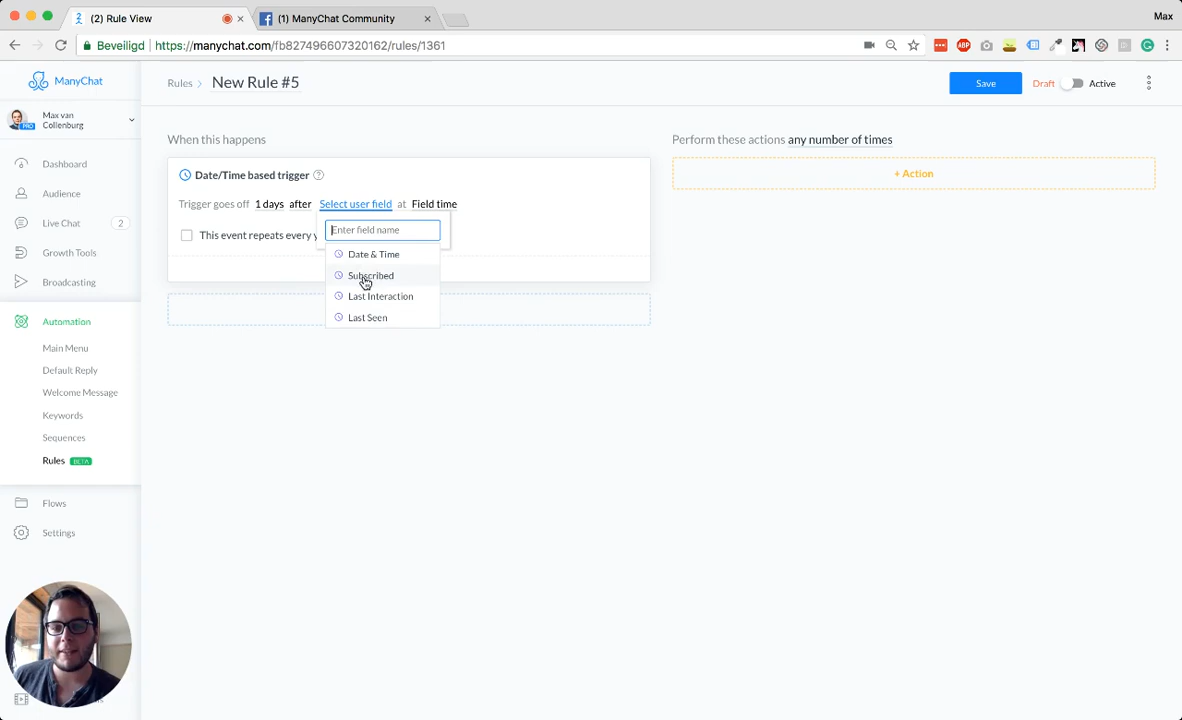 (2) Rule View
(1) ManyChat Community
Max
Beveiligd
https://manychat.com/fb827496607320162/rules/1361
ABP
ManyChat
Rules
New Rule #5
Save
Draft
Active
Max van
Collenburg
PRO
When this happens
Perform these actions any number of times
Dashboard
Date/Time based trigger ?
+ Action
Audience
Trigger goes off 1 days after Select user field at Field time
Live Chat
2
This event repeats every y
Enter field name
Growth Tools
Date & Time
Broadcasting
Subscribed
Last Interaction
Last Seen
Automation
Main Menu
Default Reply
Welcome Message
Keywords
Sequences
Rules BETA
Flows
Settings